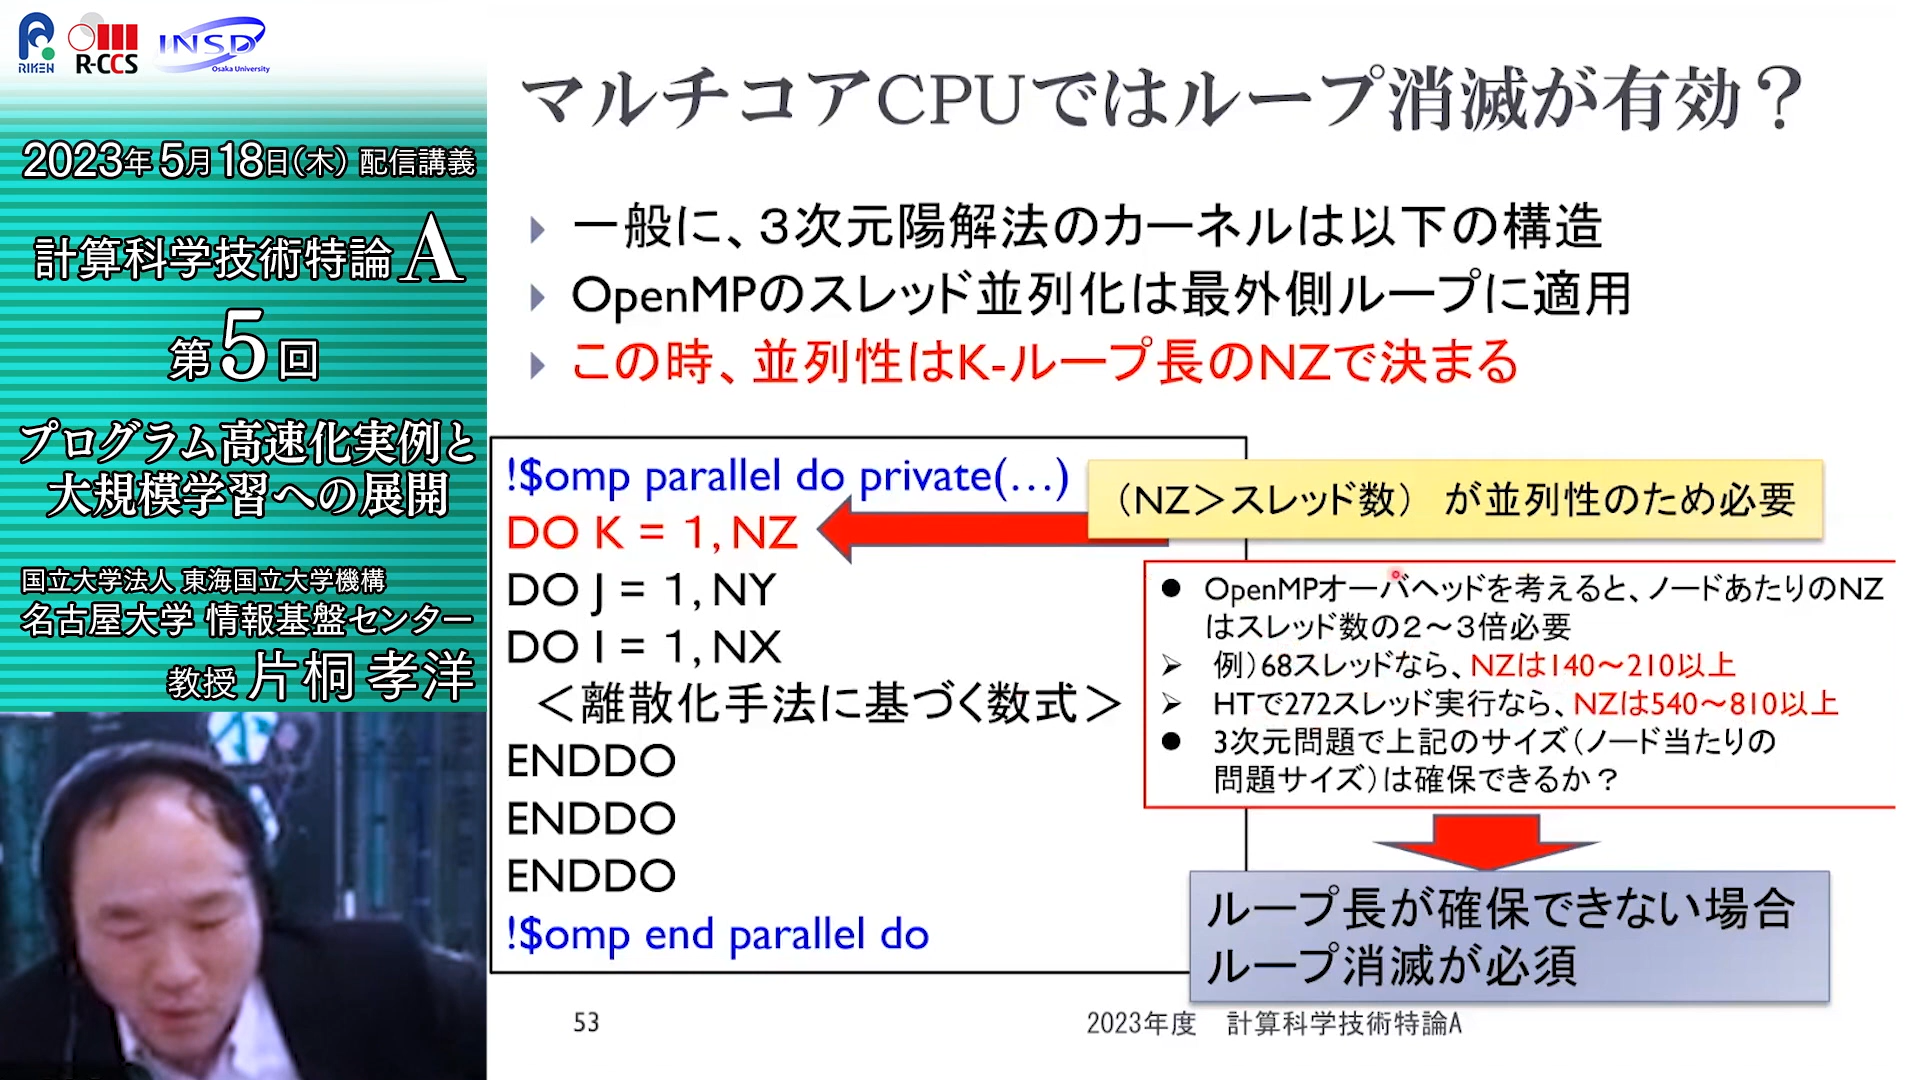 RIKEN
R-CCS
INSD
Osaka University
2023年5月18日(木) 配信講義
計算科学技術特論A
第5回
プログラム高速化実例と
大規模学習への展開
国立大学法人 東海国立大学機構
名古屋大学 情報基盤センター
教授 片桐 孝洋
マルチコアCPUではループ消滅が有効？
一般に、３次元陽解法のカーネルは以下の構造
OpenMPのスレッド並列化は最外側ループに適用
この時、並列性はK-ループ長のNZで決まる
!$omp parallel do private(…)
DO K = 1, NZ
DO J = 1, NY
DO I = 1, NX
＜離散化手法に基づく数式＞
ENDDO
ENDDO
ENDDO
!$omp end parallel do
（NZ＞スレッド数） が並列性のため必要
● OpenMPオーバヘッドを考えると、ノードあたりのNZ
はスレッド数の２～３倍必要
➢ 例）68スレッドなら、NZは140～210以上
➢ HTで272スレッド実行なら、NZは540～810以上
● 3次元問題で上記のサイズ（ノード当たりの
問題サイズ）は確保できるか？
ループ長が確保できない場合
ループ消滅が必須
53
2023年度 計算科学技術特論A